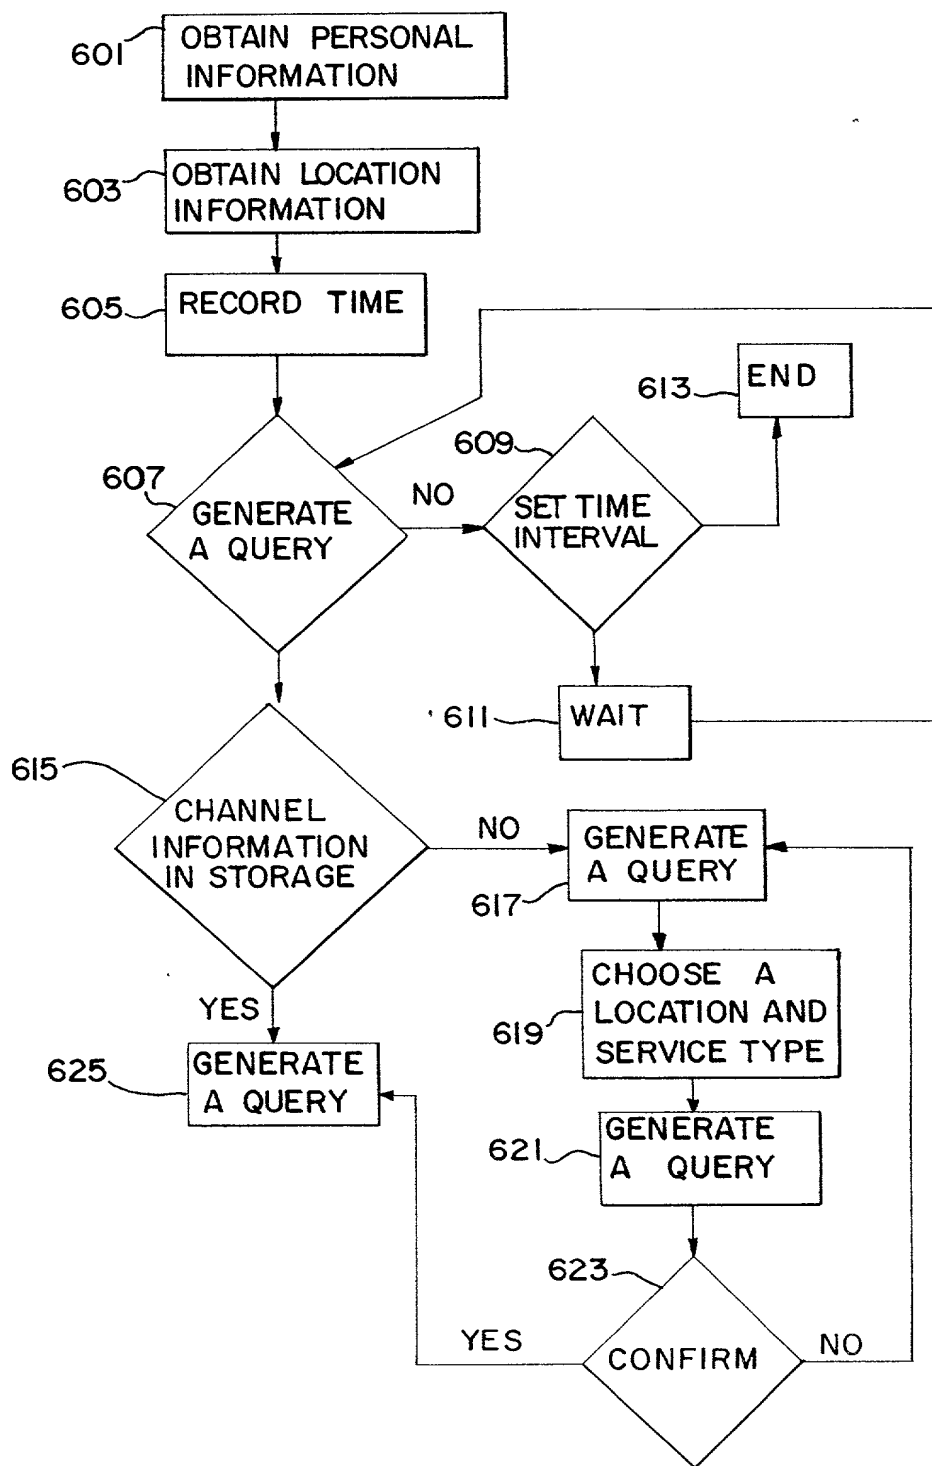 601
OBTAIN PERSONAL
INFORMATION
603
OBTAIN LOCATION
INFORMATION
605
RECORD TIME
613
END
607
GENERATE
A QUERY
NO
609
SET TIME
INTERVAL
611
WAIT
615
CHANNEL
INFORMATION
IN STORAGE
NO
YES
617
GENERATE
A QUERY
619
CHOOSE A
LOCATION AND
SERVICE TYPE
625
GENERATE
A QUERY
621
GENERATE
A QUERY
623
CONFIRM
YES
NO